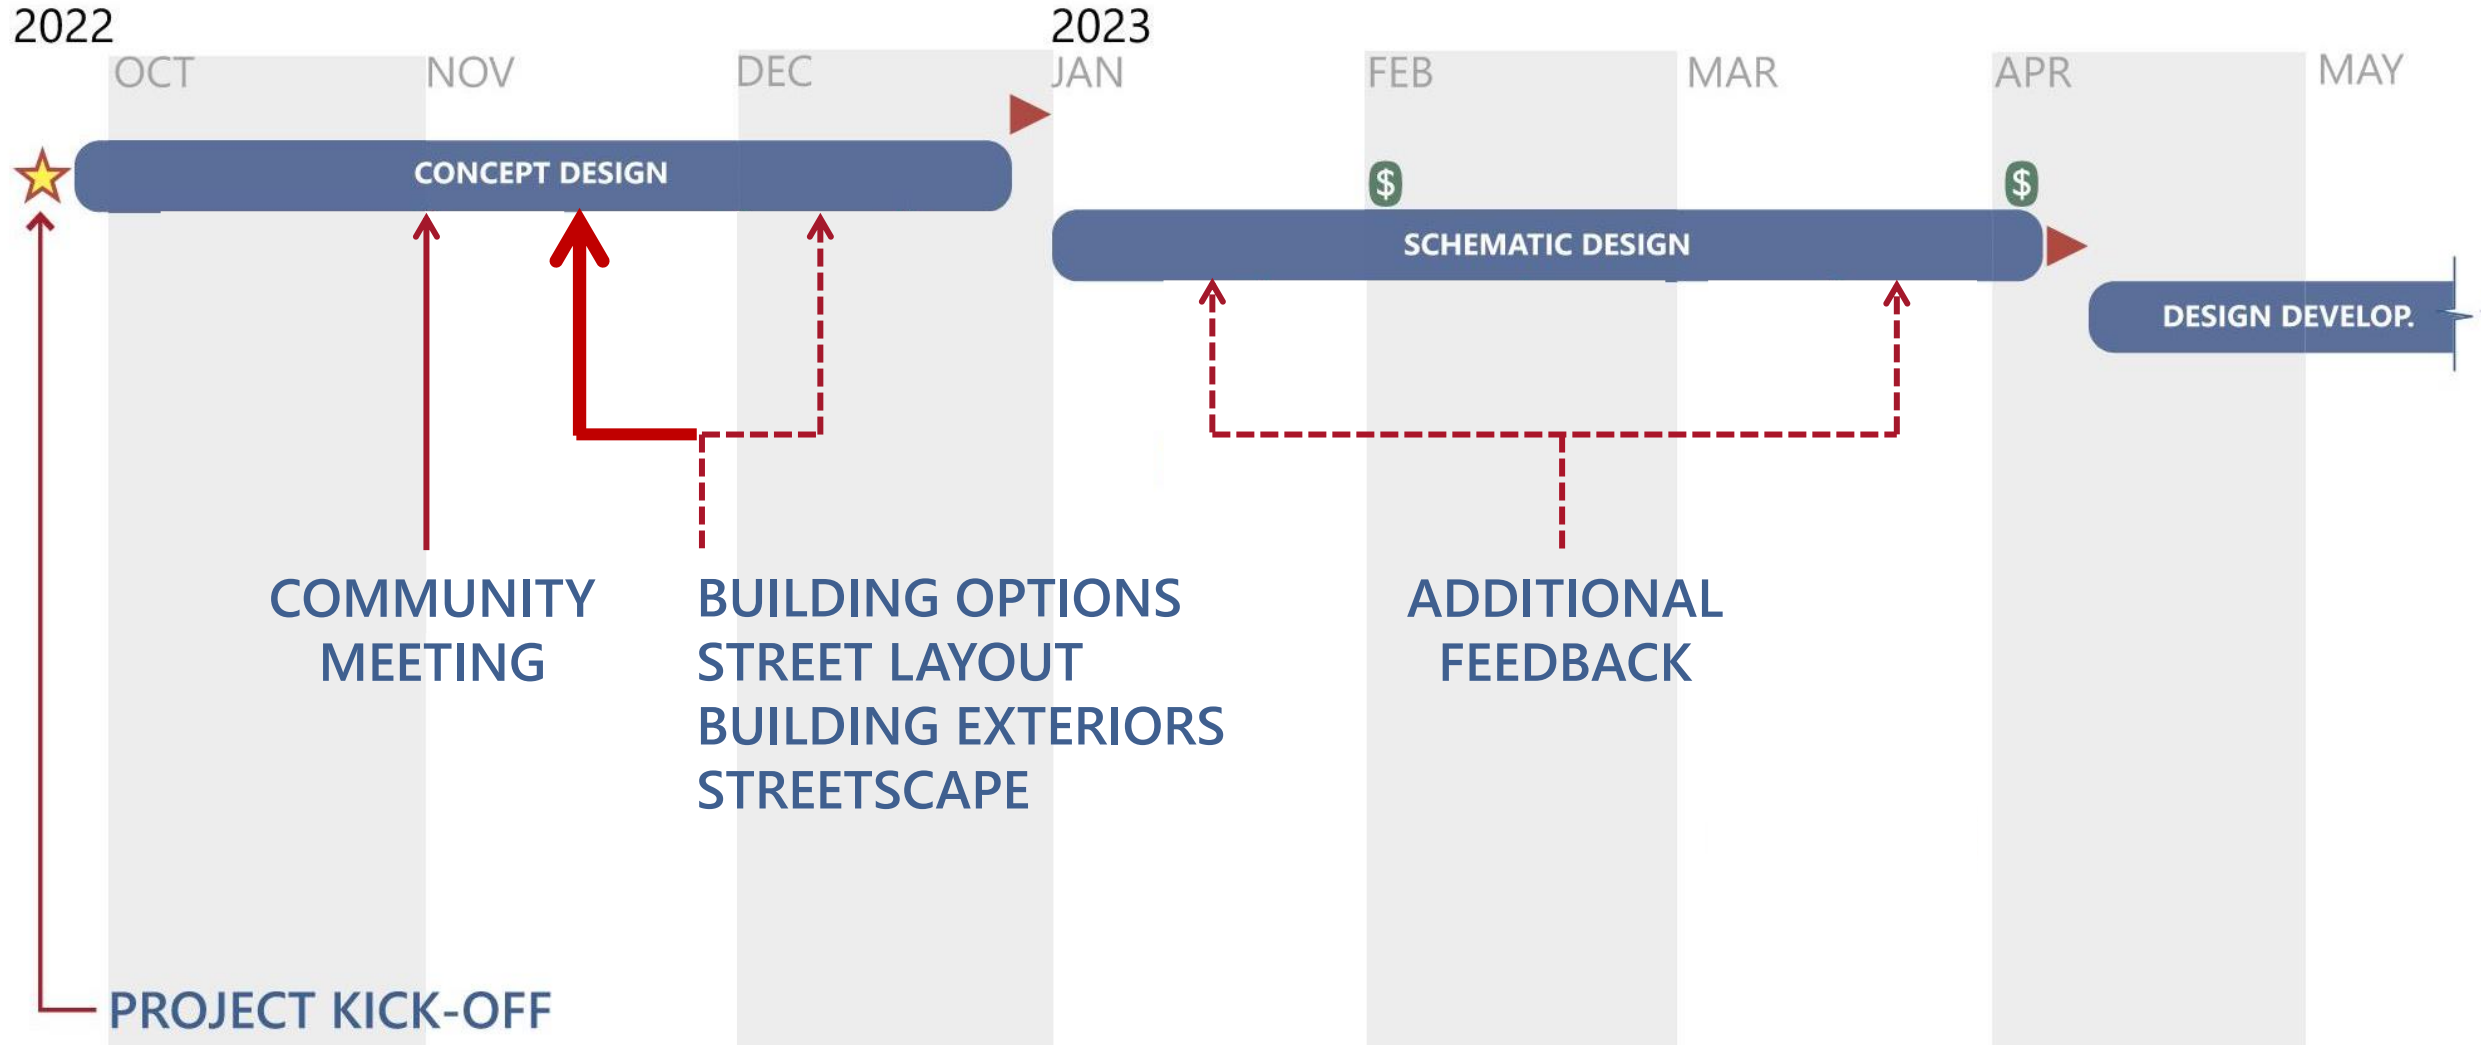 2022
2023
OCT
NOV
DEC
JAN
FEB
MAR
APR
MAY
CONCEPT DESIGN
$
$
SCHEMATIC DESIGN
DESIGN DEVELOP.
COMMUNITY
MEETING
BUILDING OPTIONS
STREET LAYOUT
BUILDING EXTERIORS
STREETSCAPE
ADDITIONAL
FEEDBACK
PROJECT KICK-OFF